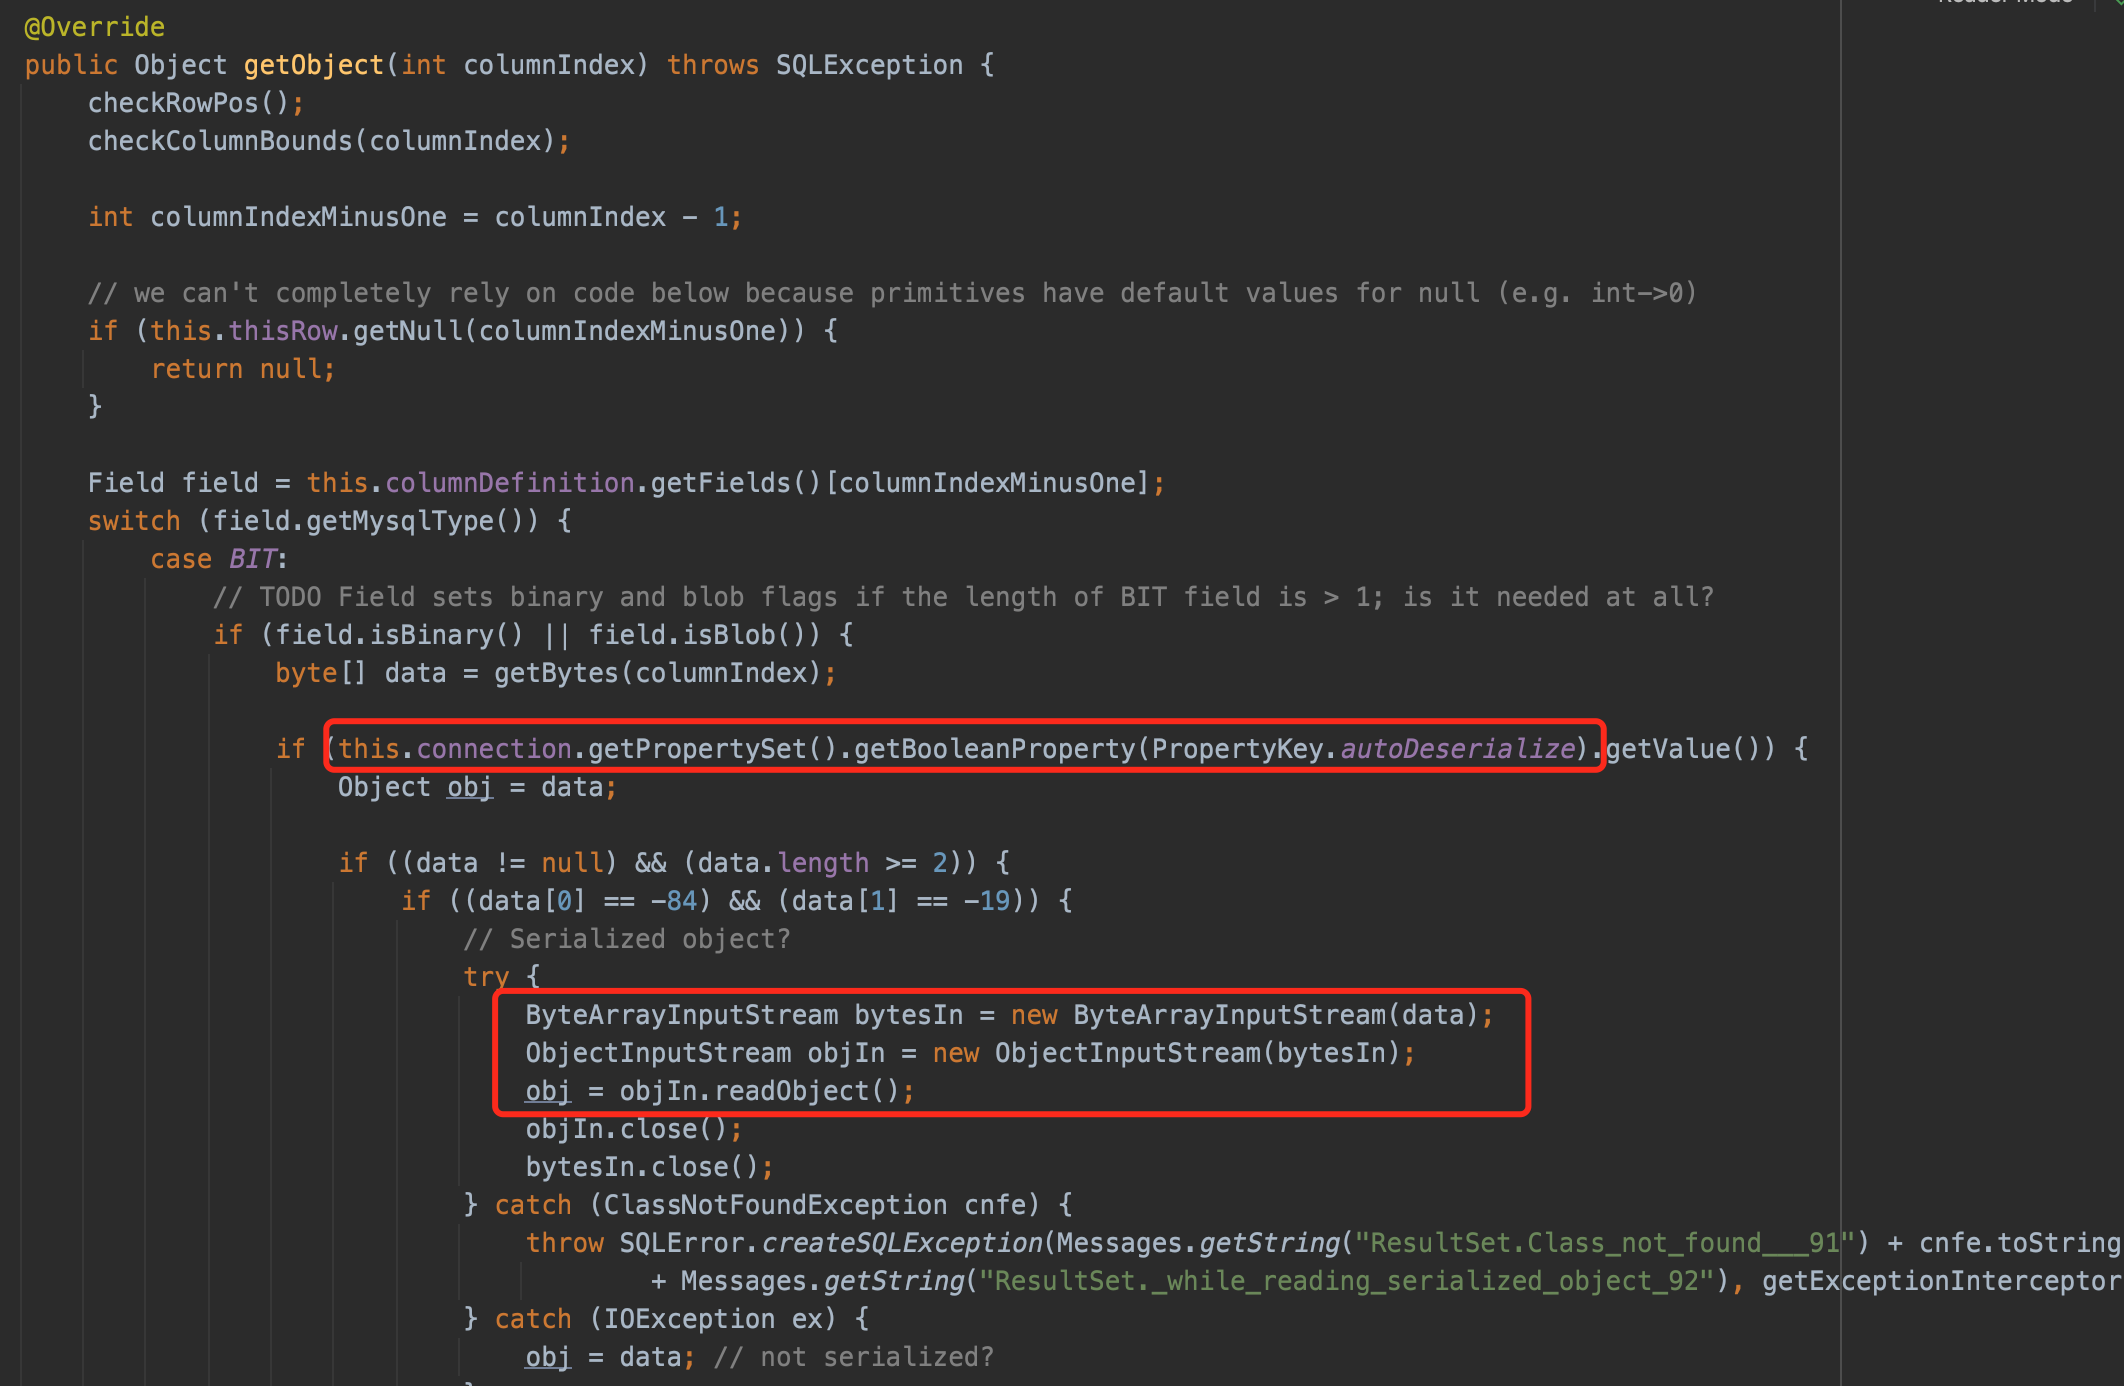 @Override
public Object getObject(int columnIndex) throws SQLException {
checkRowPos();
checkColumnBounds(columnIndex);
int columnIndexMinusOne = columnIndex - 1;
// we can't completely rely on code below because primitives have default values for null (e.g. int->0)
if (this.thisRow.getNull(columnIndexMinusOne)) {
return null;
}
Field field = this.columnDefinition.getFields()[columnIndexMinusOne];
switch (field.getMysqlType()) {
case BIT:
// TODO Field sets binary and blob flags if the length of BIT field is > 1; is it needed at all?
if (field.isBinary() || field.isBlob()) {
byte[] data = getBytes(columnIndex);
if (this.connection.getPropertySet().getBooleanProperty(PropertyKey.autoDeserialize).getValue()) {
Object obj = data;
if ((data != null) && (data.length >= 2)) {
if ((data[0] == -84) && (data[1] == -19)) {
// Serialized object?
try {
ByteArrayInputStream bytesIn = new ByteArrayInputStream(data);
ObjectInputStream objIn = new ObjectInputStream(bytesIn);
obj = objIn.readObject();
objIn.close();
bytesIn.close();
} catch (ClassNotFoundException cnfe) {
throw SQLError.createSQLException(Messages.getString("ResultSet.Class_not_found___91") + cnfe.toString
+ Messages.getString("ResultSet._while_reading_serialized_object_92"), getExceptionInterceptor
} catch (IOException ex) {
obj = data; // not serialized?
}